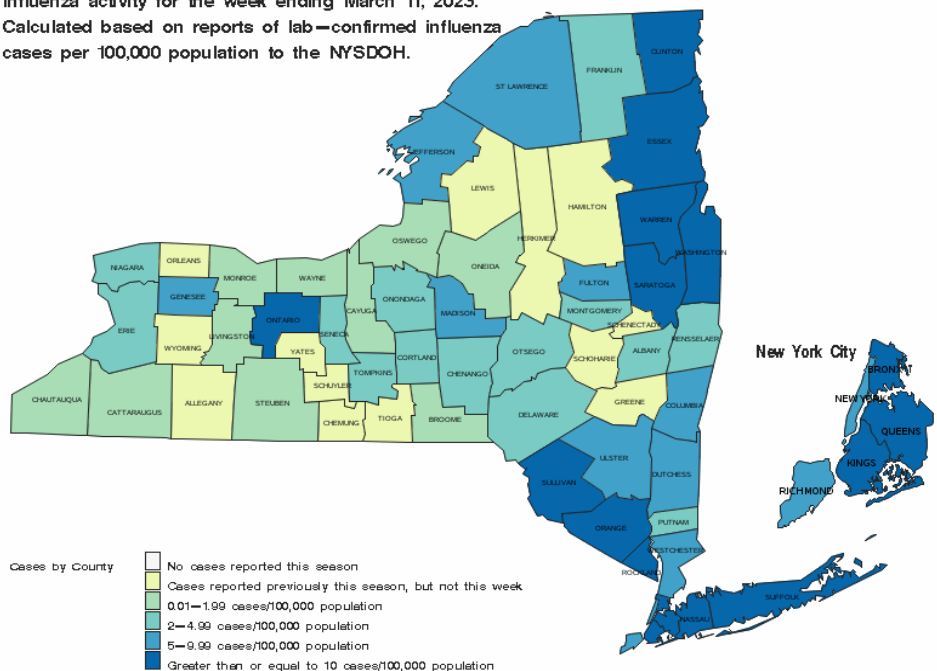 Influenza activity for the week ending March 11, 2023.
Calculated based on reports of lab-confirmed influenza
cases per 100,000 population to the NYSDOH.
CLINTON
FRANKLIN
ST LAWRENCE
ESSEX
JEFFERSON
LEWIS
HAMILTON
WARREN
HERKIMER
OSWEGO
WASHINGTON
ORLEANS
NIAGARA
ONEIDA
MONROE
WAYNE
FULTON
SARATOGA
GENESEE
ONONDAGA
CAYUGA
MADISON
MONTGOMERY
ONTARIO
SCHENECTADY
ERIE
SENECA
LIVINGSTON
RENSSELAER
WYOMING
YATES
OTSEGO
ALBANY
New York City
CORTLAND
SCHOHARIE
TOMPKINS
CHENANGO
BRONX
SCHUYLER
CHAUTAUQUA
CATTARAUGUS
ALLEGANY
STEUBEN
GREENE
NEW YORK
COLUMBIA
TIOGA
BROOME
DELAWARE
CHEMUNG
QUEENS
ULSTER
KINGS
DUTCHESS
SULLIVAN
RICHMOND
PUTNAM
ORANGE
WESTCHESTER
ROCKLAND
SUFFOLK
NASSAU
Cases by County
No cases reported this season
Cases reported previously this season, but not this week
0.01-1.99 cases/100,000 population
2-4.99 cases/100,000 population
5-9.99 cases/100,000 population
Greater than or equal to 10 cases/100,000 population